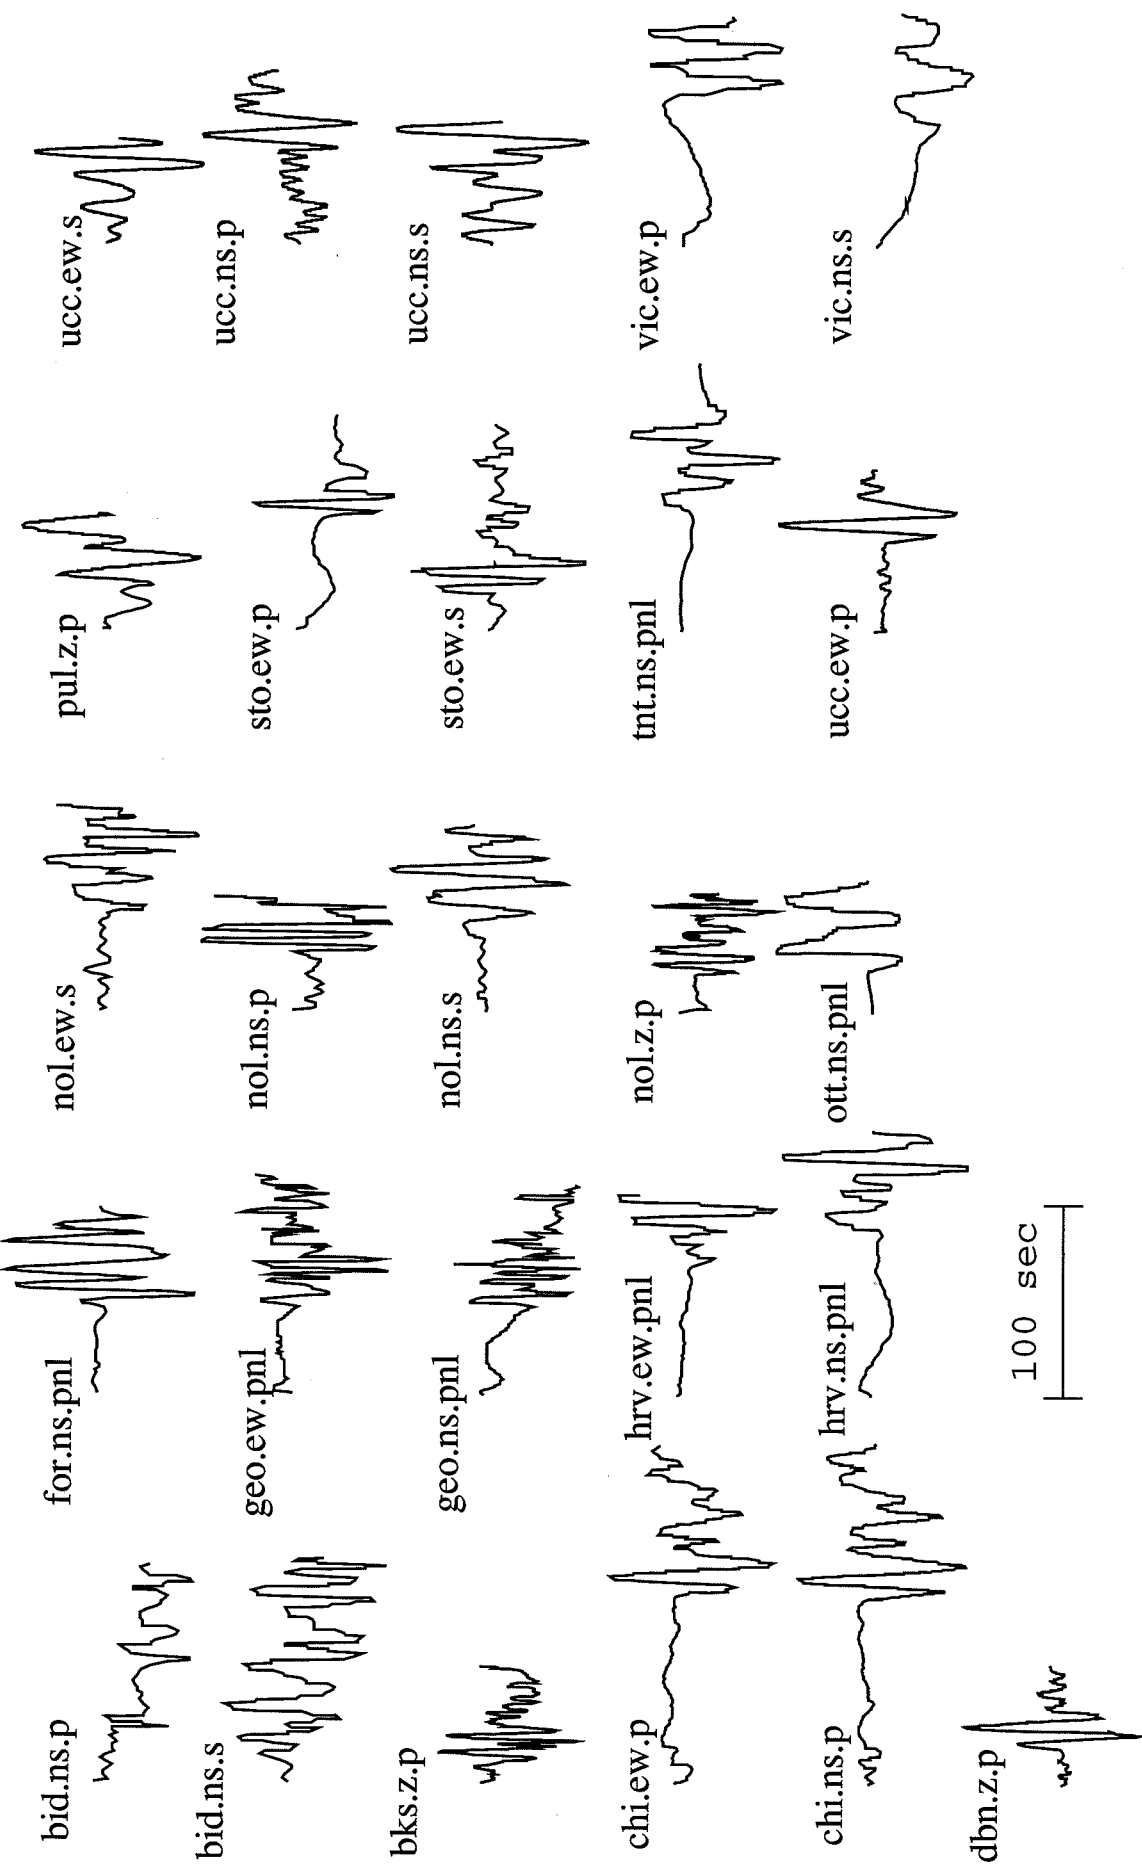 bid.ns.p
bid.ns.s
bks.z.p
chi.ew.p
chi.ns.p
dbn.z.p
for.ns.pnl
geo.ew.pnl
geo.ns.pnl
hrv.ew.pnl
hrv.ns.pnl
100 sec
nol.ew.s
nol.ns.p
nol.ns.s
nol.z.p
ott.ns.pnl
pul.z.p
sto.ew.p
sto.ew.s
tnt.ns.pnl
ucc.ew.p
ucc.ew.s
ucc.ns.p
ucc.ns.s
vic.ew.p
vic.ns.s